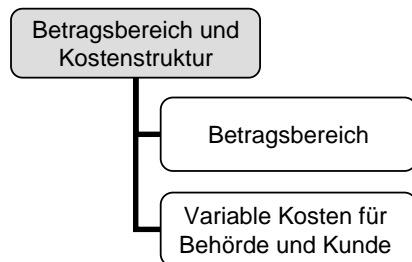 Betragsbereich und
Kostenstruktur
Betragsbereich
Variable Kosten für
Behörde und Kunde